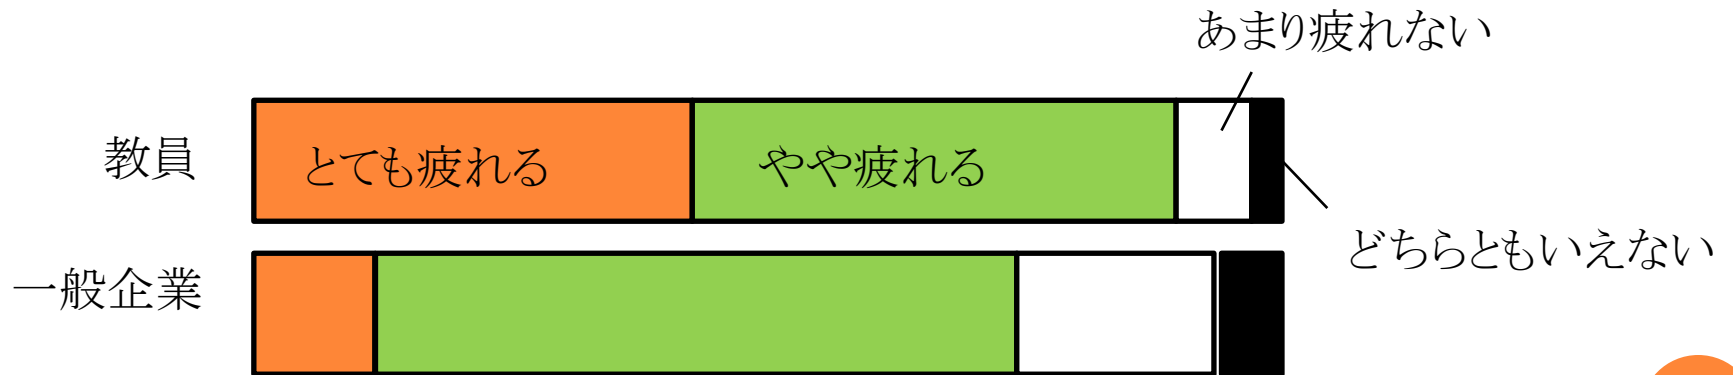 あまり疲れない
教員
とても疲れる
やや疲れる
どちらともいえない
一般企業